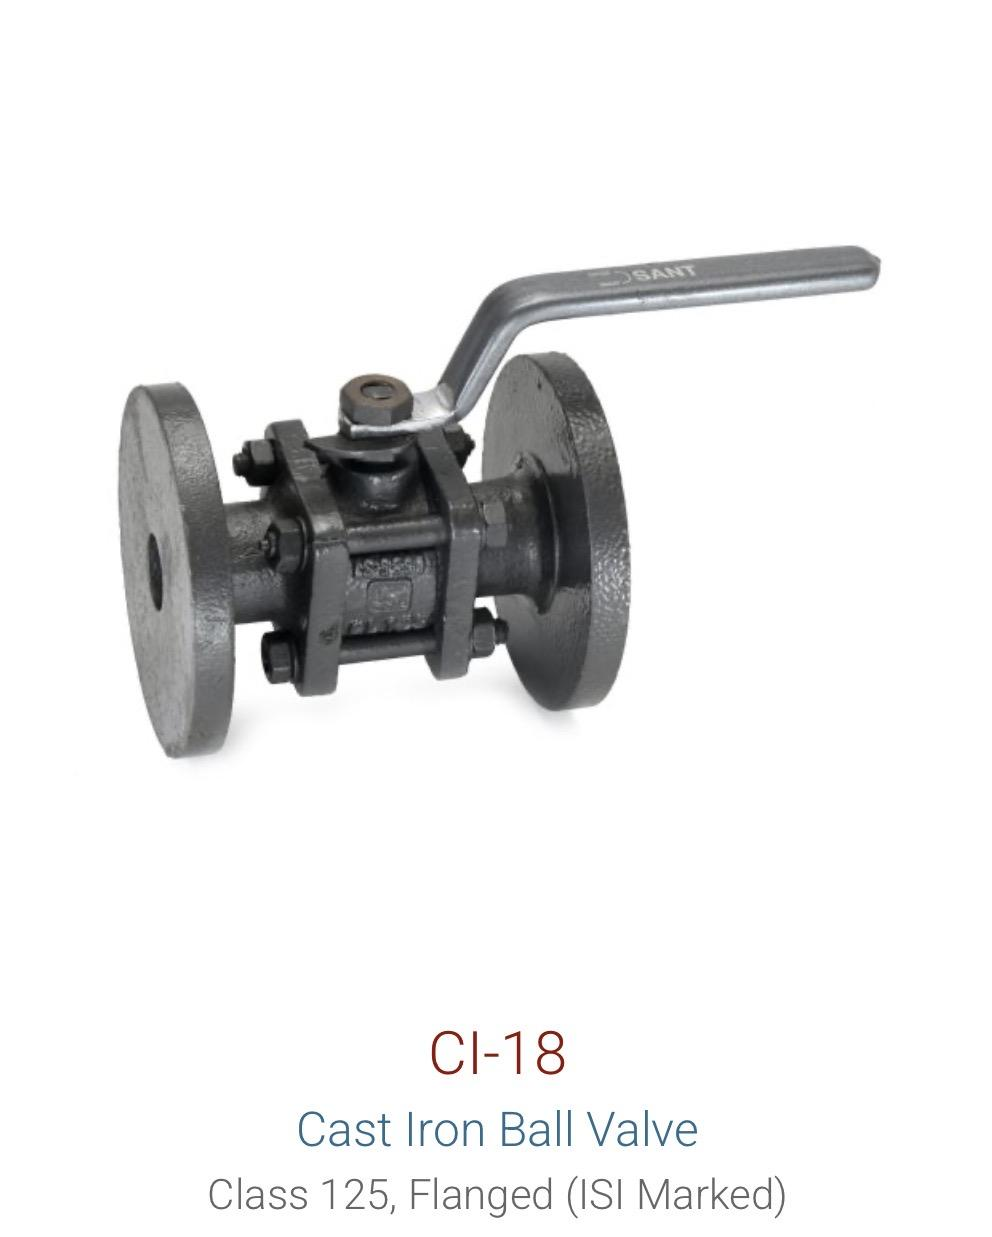 SANT
CI-18
Cast Iron Ball Valve
Class 125, Flanged (ISI Marked)